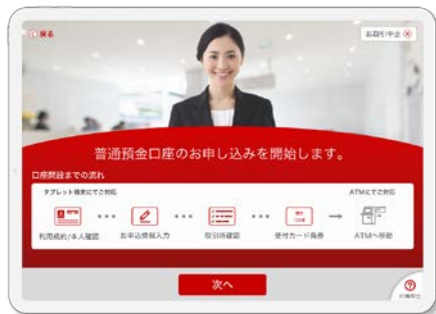 戻る
お取引中止
普通預金口座のお申し込みを開始します。
口座開設までの流れ
タブレット端末にてご対応
ATMにてご対応
利用規約/本人確認
お申込情報入力
取引時確認
受付カード発券
ATMへ移動
次へ